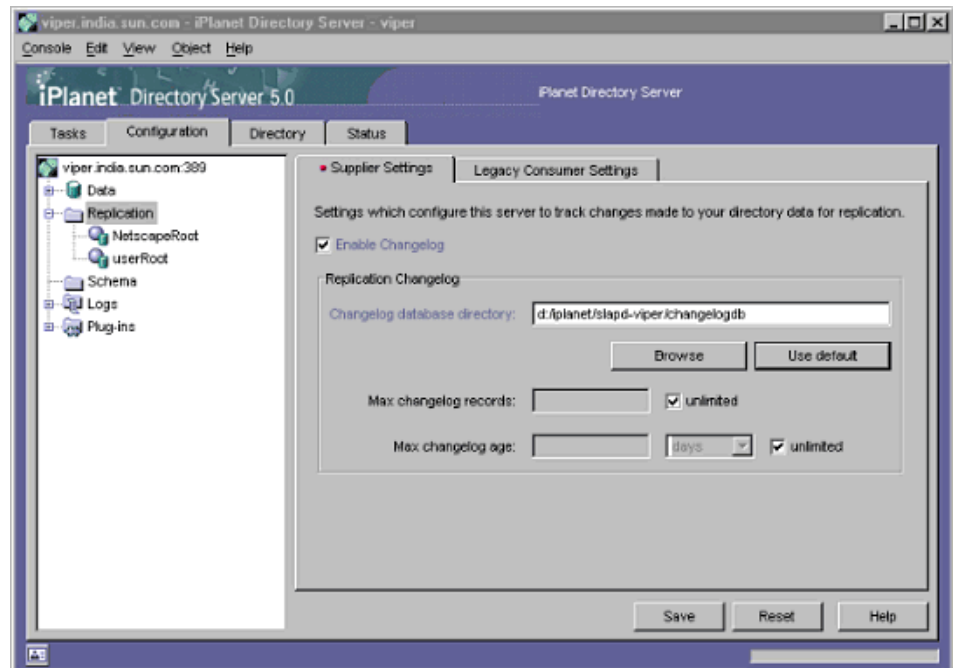 viper.india.sun.com - iPlanet Directory Server - viper
Console Edit View Object Help
iPlanet Directory Server 5.0
iPlanet Directory Server
Tasks Configuration Directory Status
viper.india.sun.com:389
Data
Replication
NetscapeRoot
userRoot
Schema
Logs
Plug-ins
Supplier Settings Legacy Consumer Settings
Settings which configure this server to track changes made to your directory data for replication.
Enable Changelog
Replication Changelog
Changelog database directory: d:/iplanet/slapd-viper/changelogdb
Browse Use default
Max changelog records: unlimited
Max changelog age: days unlimited
Save Reset Help